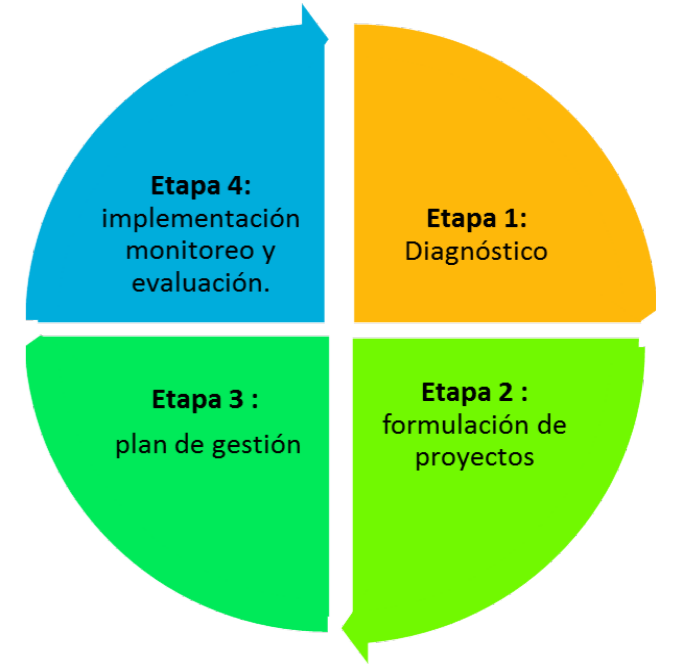 Etapa 1:
Diagnóstico
Etapa 2 :
formulación de
proyectos
Etapa 3 :
plan de gestión
Etapa 4:
implementación
monitoreo y
evaluación.